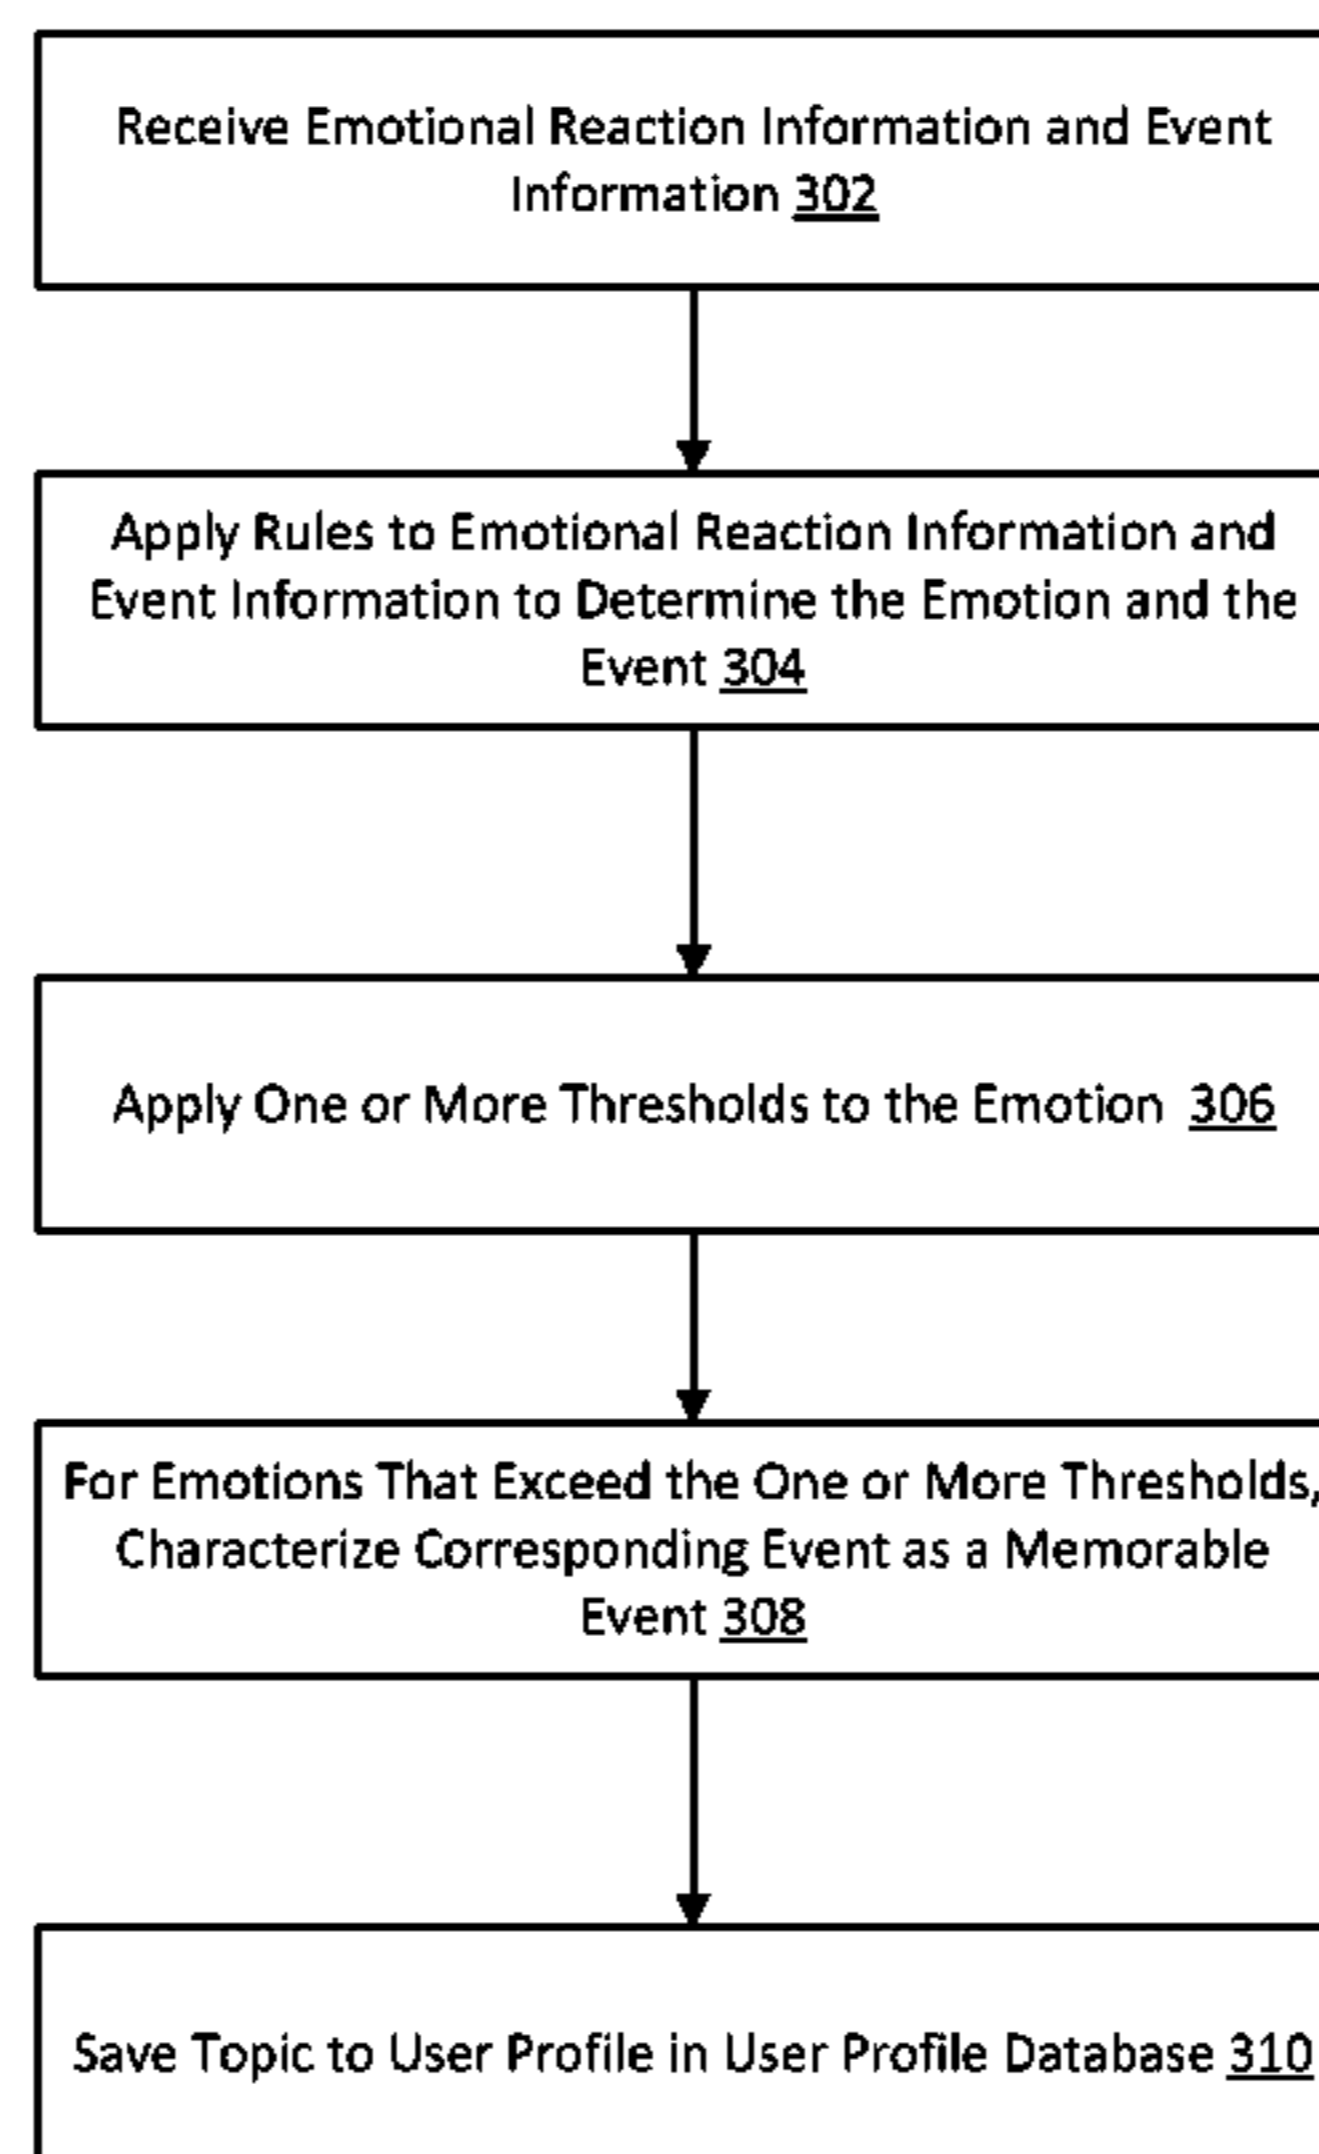 Receive Emotional Reaction Information and Event
Information 302
Apply Rules to Emotional Reaction Information and
Event Information to Determine the Emotion and the
Event 304
Apply One or More Thresholds to the Emotion 306
For Emotions That Exceed the One or More Thresholds,
Characterize Corresponding Event as a Memorable
Event 308
Save Topic to User Profile in User Profile Database 310